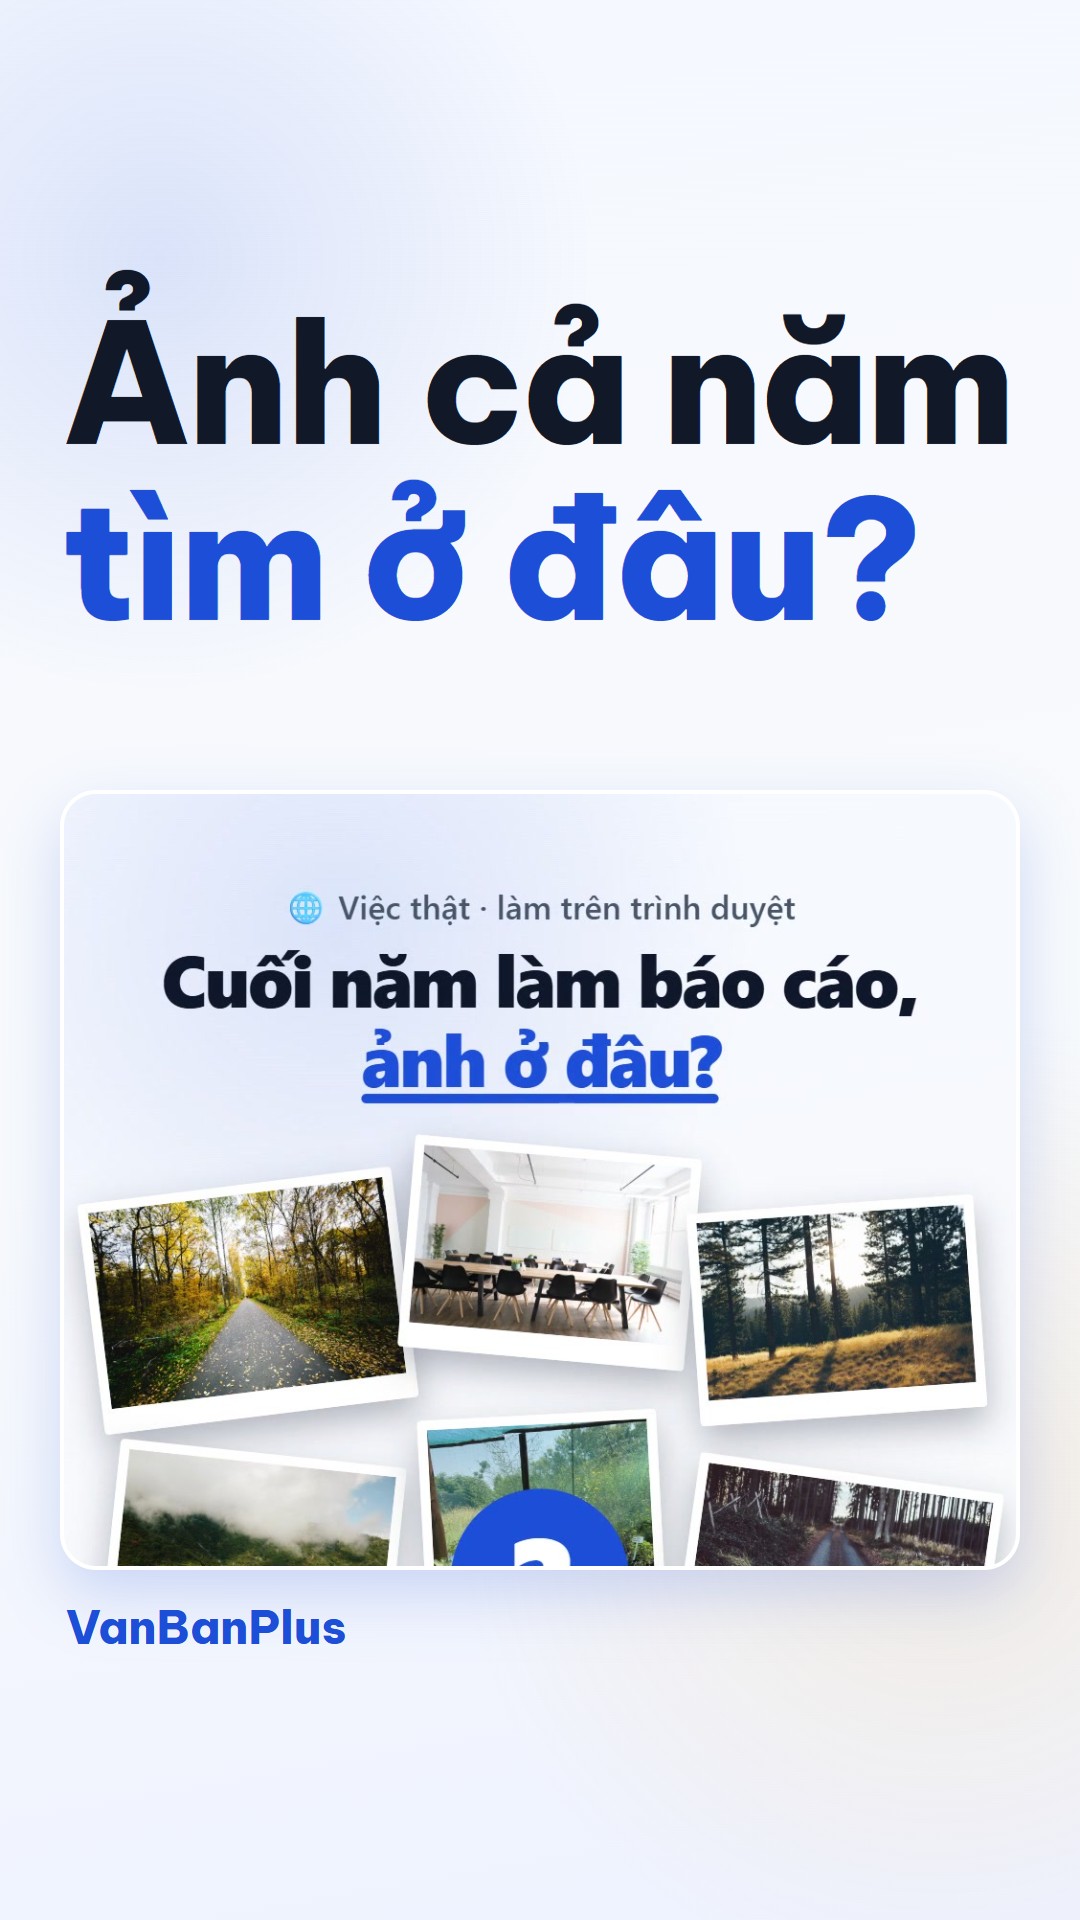 Ảnh cả năm
tìm ở đâu?
Việc thật · làm trên trình duyệt
Cuối năm làm báo cáo,
ảnh ở đâu?
?
VanBanPlus